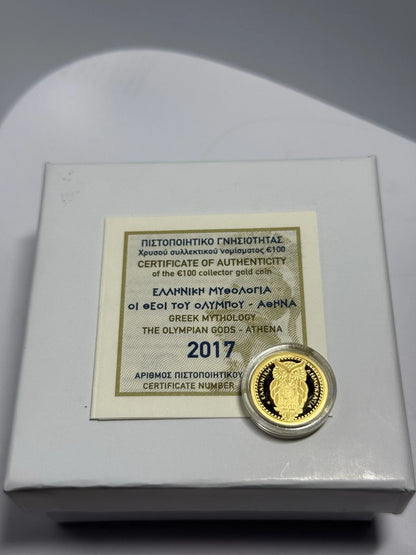 ΠΙΣΤΟΠΟΙΗΤΙΚΟ ΓΝΗΣΙΟΤΗΤΑΣ
Χρυσού συλλεκτικού νομίσματος €100
CERTIFICATE OF AUTHENTICITY
of the €100 collector gold coin
ΕΛΛΗΝΙΚΗ ΜΥΘΟΛΟΓΙΑ
ΟΙ ΘΕΟΙ ΤΟΥ ΟΛΥΜΠΟΥ - ΑΘΗΝΑ
GREEK MYTHOLOGY
THE OLYMPIAN GODS - ATHENA
2017
ΑΡΙΘΜΟΣ ΠΙΣΤΟΠΟΙΗΤΙΚΟΥ
CERTIFICATE NUMBER